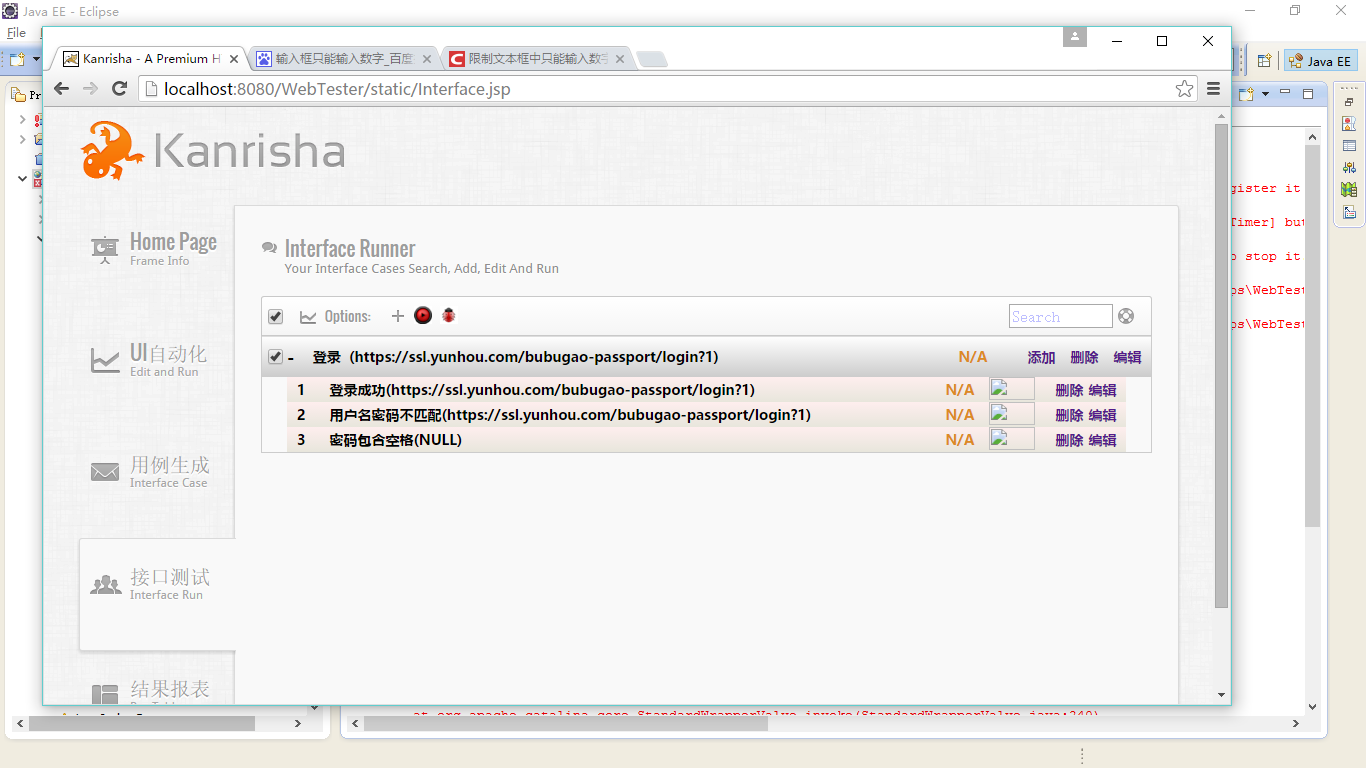 Java EE - Eclipse
File
Kanrisha - A Premium H
输入框只能输入数字_百度
限制文本框中只能输入数字
Java EE
localhost:8080/WebTester/static/Interface.jsp
Kanrisha
Home Page
Frame Info
Interface Runner
Your Interface Cases Search, Add, Edit And Run
Options:
Search
登录 (https://ssl.yunhou.com/bubugao-passport/login?1)
N/A
添加 删除 编辑
1 登录成功(https://ssl.yunhou.com/bubugao-passport/login?1) N/A 删除 编辑
2 用户名密码不匹配(https://ssl.yunhou.com/bubugao-passport/login?1) N/A 删除 编辑
3 密码包含空格(NULL) N/A 删除 编辑
UI自动化
Edit and Run
用例生成
Interface Case
接口测试
Interface Run
结果报表
gister it
Timer] but
o stop it
ps\WebTest
ps\WebTest
at org.apache.catalina.core.StandardWrapperValve.invoke(StandardWrapperValve.java:240)